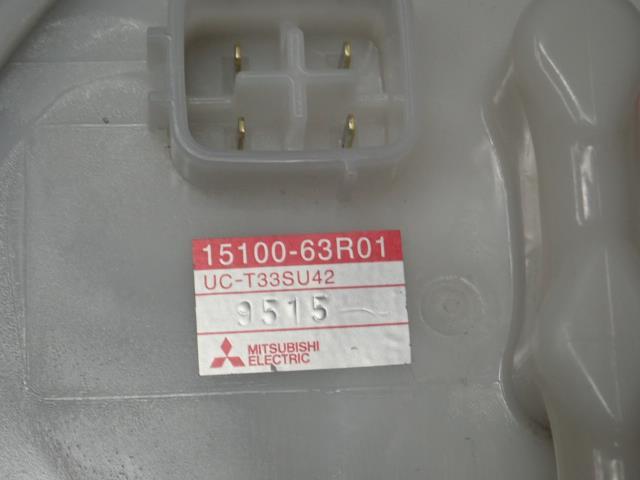 15100-63R01
UC-T33SU42
9515
MITSUBISHI
ELECTRIC